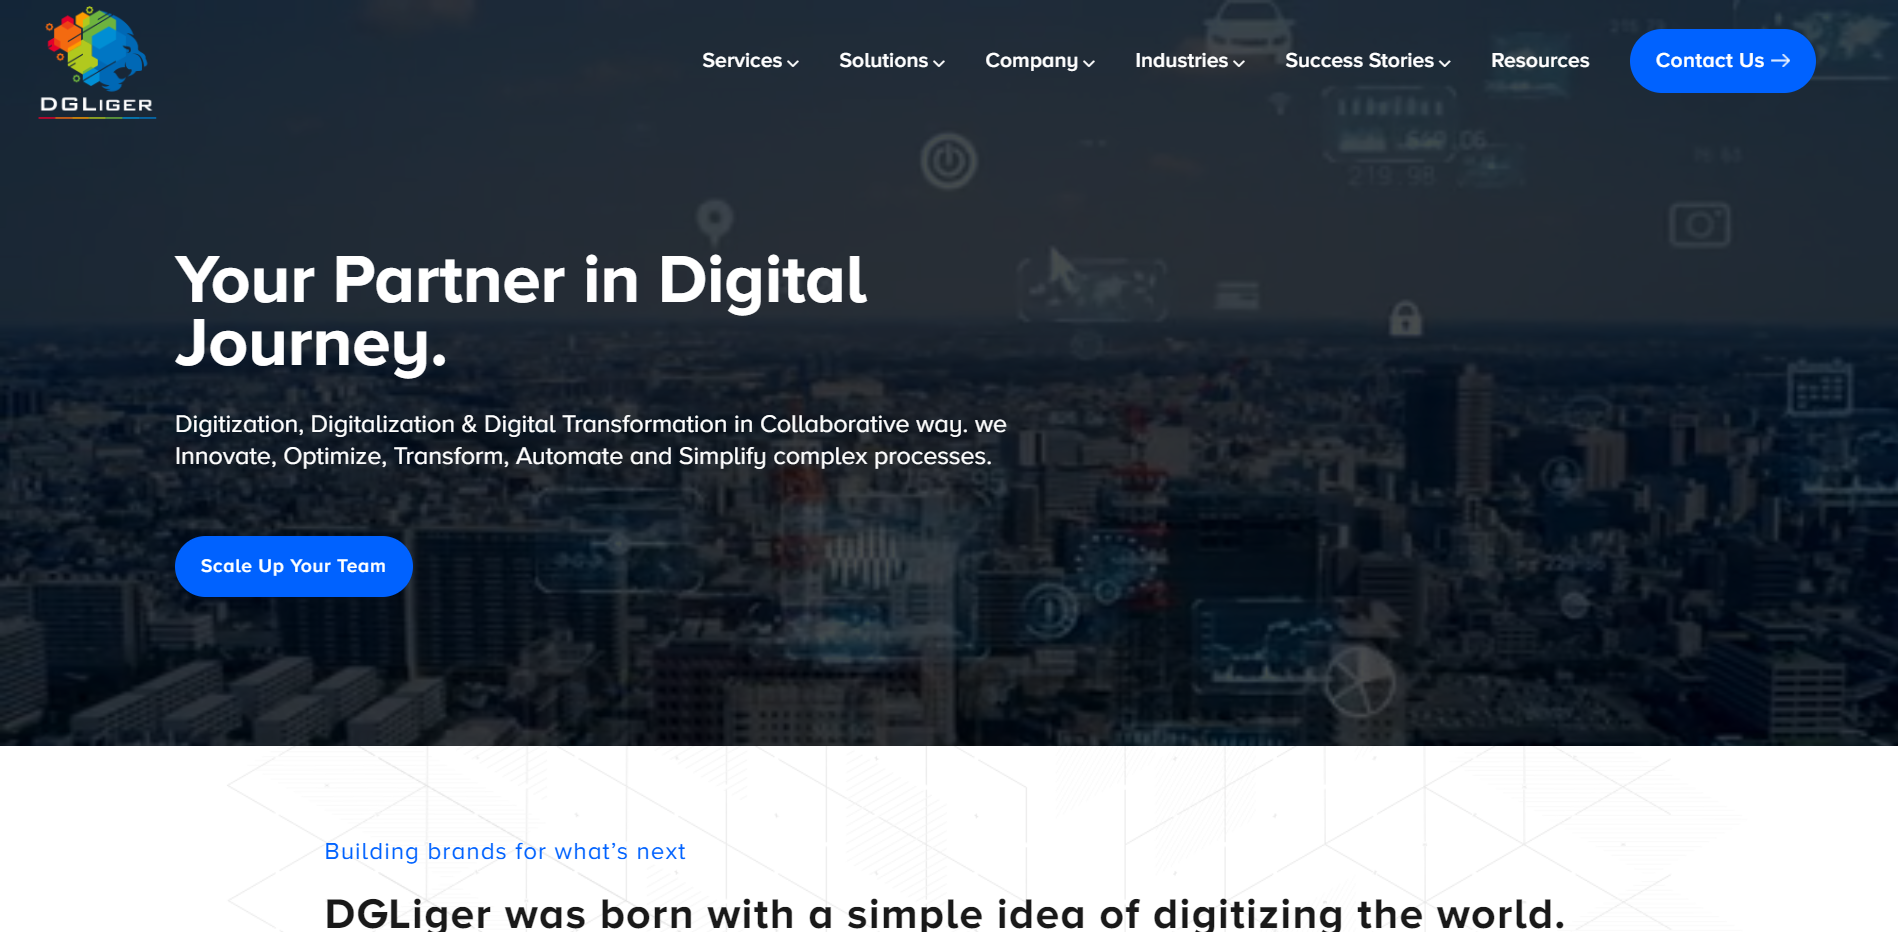 DGLIGER
Services
Solutions
Company
Industries
Success Stories
Resources
Contact Us
Your Partner in Digital
Journey.
Digitization, Digitalization & Digital Transformation in Collaborative way. we
Innovate, Optimize, Transform, Automate and Simplify complex processes.
Scale Up Your Team
219.98
Building brands for what’s next
DGLiger was born with a simple idea of digitizing the world.